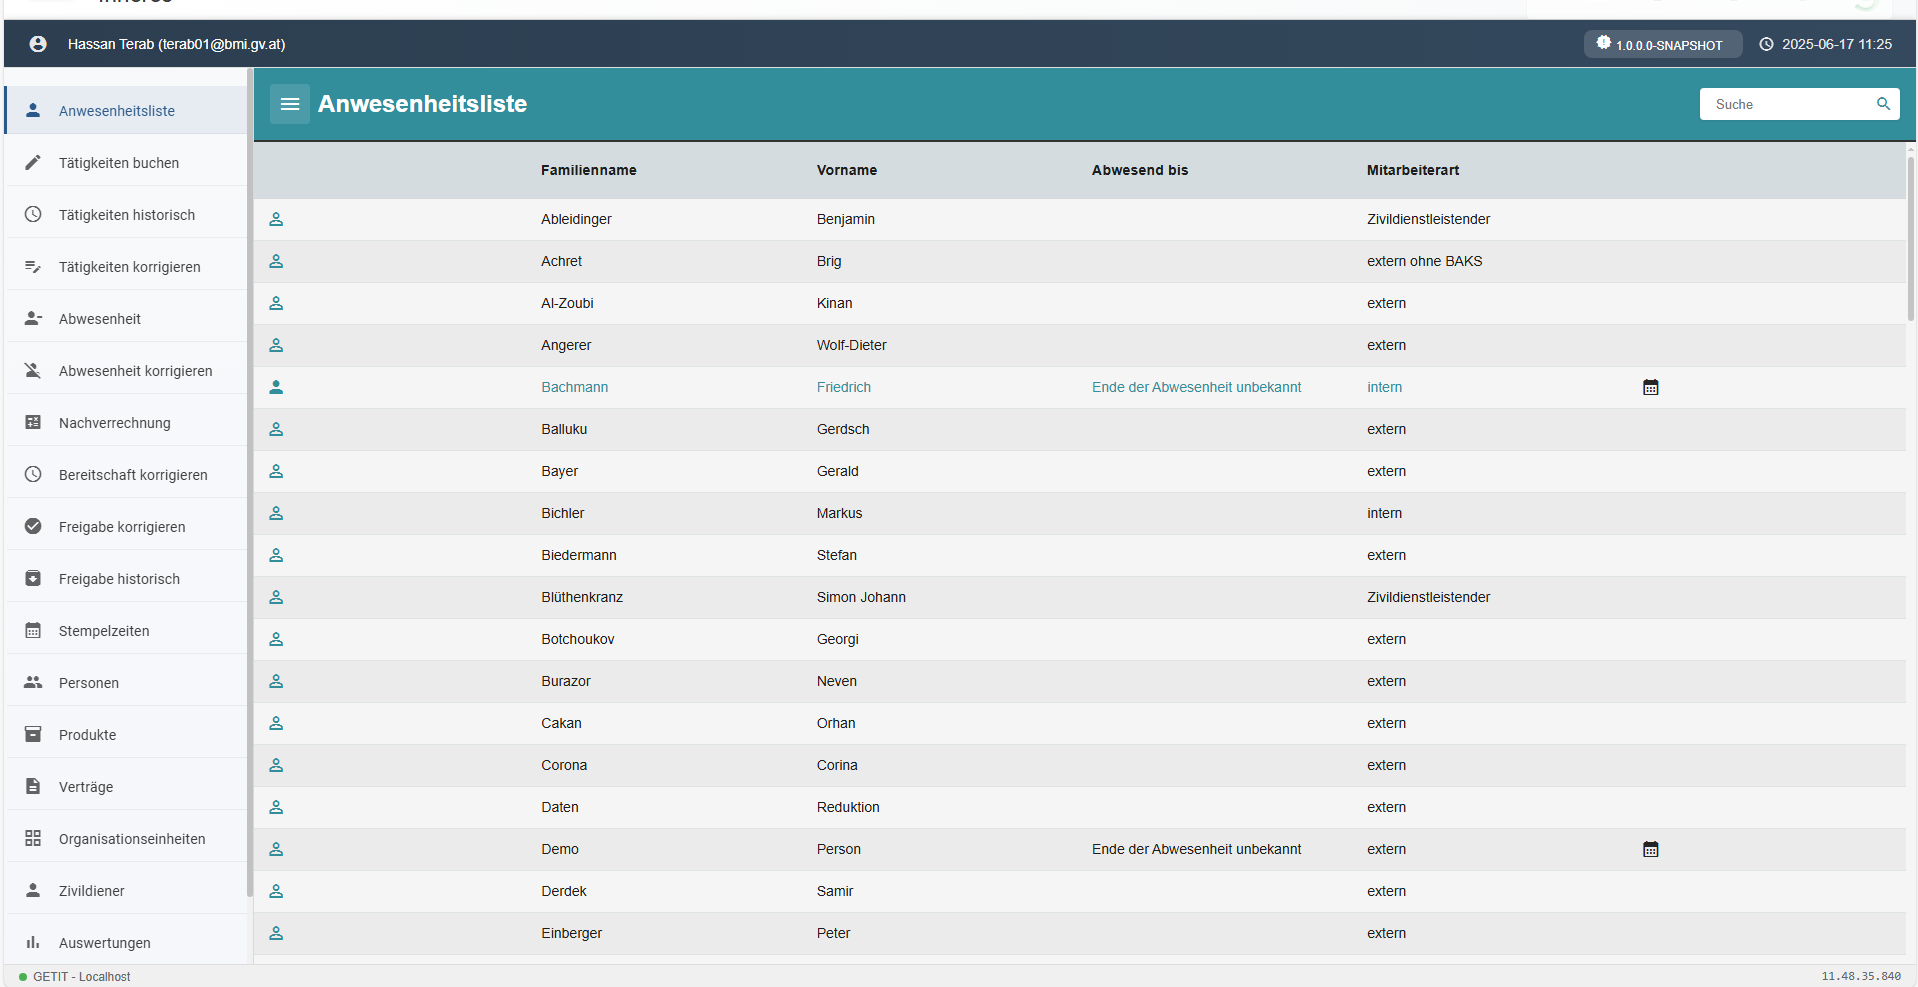 Hassan Terab (terab01@bmi.gv.at)
1.0.0.0-SNAPSHOT
2025-06-17 11:25
Anwesenheitsliste
Tätigkeiten buchen
Tätigkeiten historisch
Tätigkeiten korrigieren
Abwesenheit
Abwesenheit korrigieren
Nachverrechnung
Bereitschaft korrigieren
Freigabe korrigieren
Freigabe historisch
Stempelzeiten
Personen
Produkte
Verträge
Organisationseinheiten
Zivildiener
Auswertungen
Anwesenheitsliste
Suche
Familienname Vorname Abwesend bis Mitarbeiterart
Ableidinger Benjamin Zivildienstleistender
Achret Brig extern ohne BAKS
Al-Zoubi Kinan extern
Angerer Wolf-Dieter extern
Bachmann Friedrich Ende der Abwesenheit unbekannt intern
Balluku Gerdsch extern
Bayer Gerald extern
Bichler Markus intern
Biedermann Stefan extern
Blüthenkranz Simon Johann Zivildienstleistender
Botchoukov Georgi extern
Burazor Neven extern
Cakan Orhan extern
Corona Corina extern
Daten Reduktion extern
Demo Person Ende der Abwesenheit unbekannt extern
Derdek Samir extern
Einberger Peter extern
GETIT - Localhost
11.48.35.840